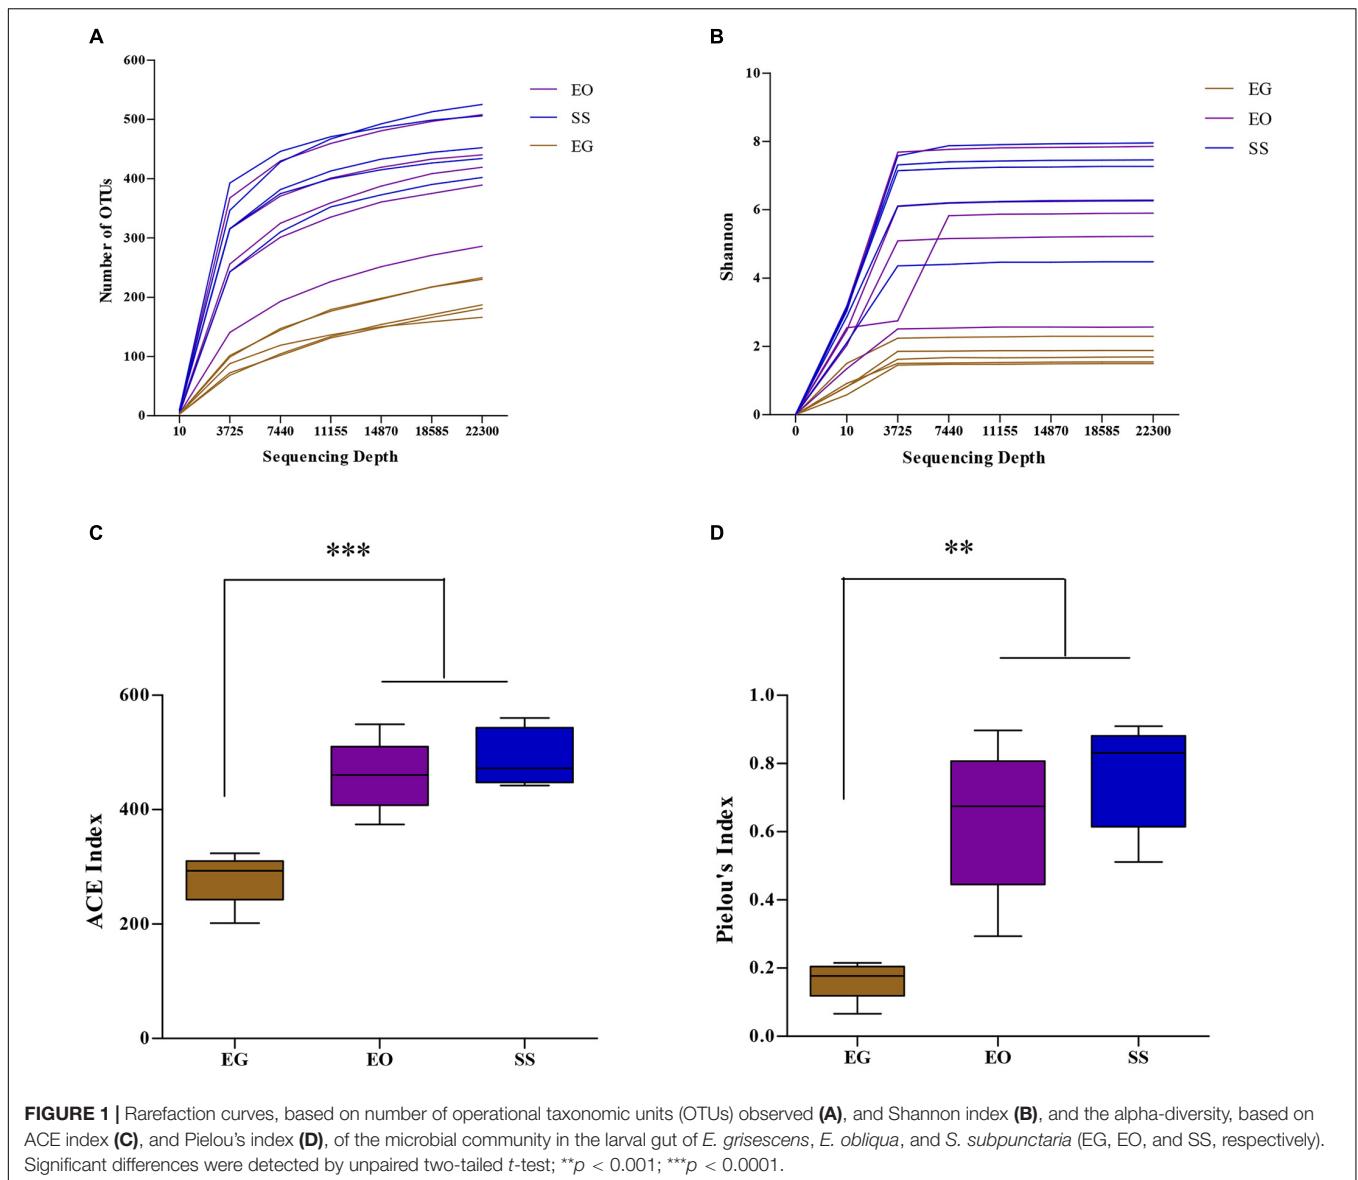 A
600
500
400
300
200
100
0
Number of OTUs
10 3725 7440 11155 14870 18585 22300
Sequencing Depth
EO
SS
EG
B
10
8
6
4
2
0
Shannon
0 10 3725 7440 11155 14870 18585 22300
Sequencing Depth
EG
EO
SS
C
***
600
400
200
0
ACE Index
EG EO SS
D
**
1.0
0.8
0.6
0.4
0.2
0.0
Pielou's Index
EG EO SS
FIGURE 1 | Rarefaction curves, based on number of operational taxonomic units (OTUs) observed (A), and Shannon index (B), and the alpha-diversity, based on
ACE index (C), and Pielou's index (D), of the microbial community in the larval gut of E. grisescens, E. obliqua, and S. subpunctaria (EG, EO, and SS, respectively).
Significant differences were detected by unpaired two-tailed t-test; **p < 0.001; ***p < 0.0001.